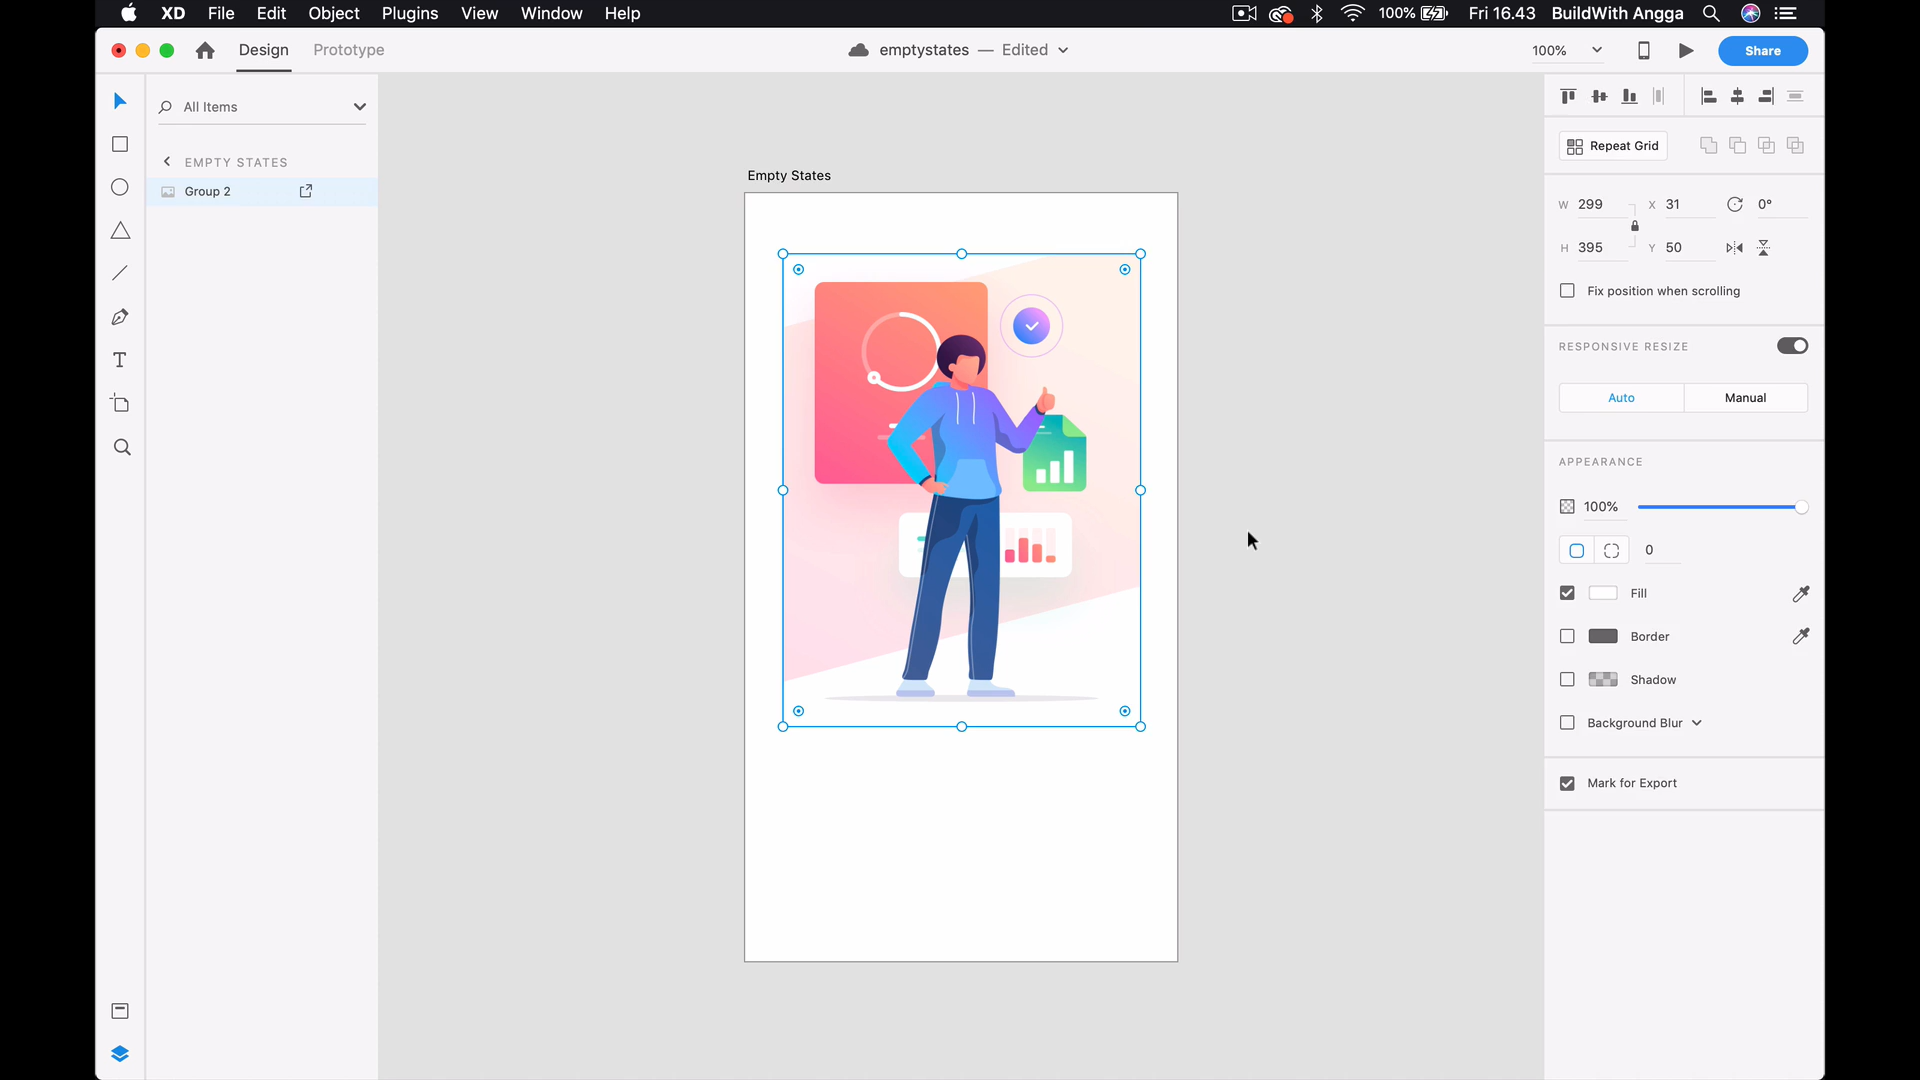 XD File Edit Object Plugins View Window Help 100% Fri 16.43 BuildWith Angga
Design Prototype emptystates — Edited 100% Share
All Items
EMPTY STATES
Group 2
Empty States
Repeat Grid
W 299 X 31 0°
H 395 Y 50
Fix position when scrolling
RESPONSIVE RESIZE
Auto Manual
APPEARANCE
100%
0
Fill
Border
Shadow
Background Blur
Mark for Export